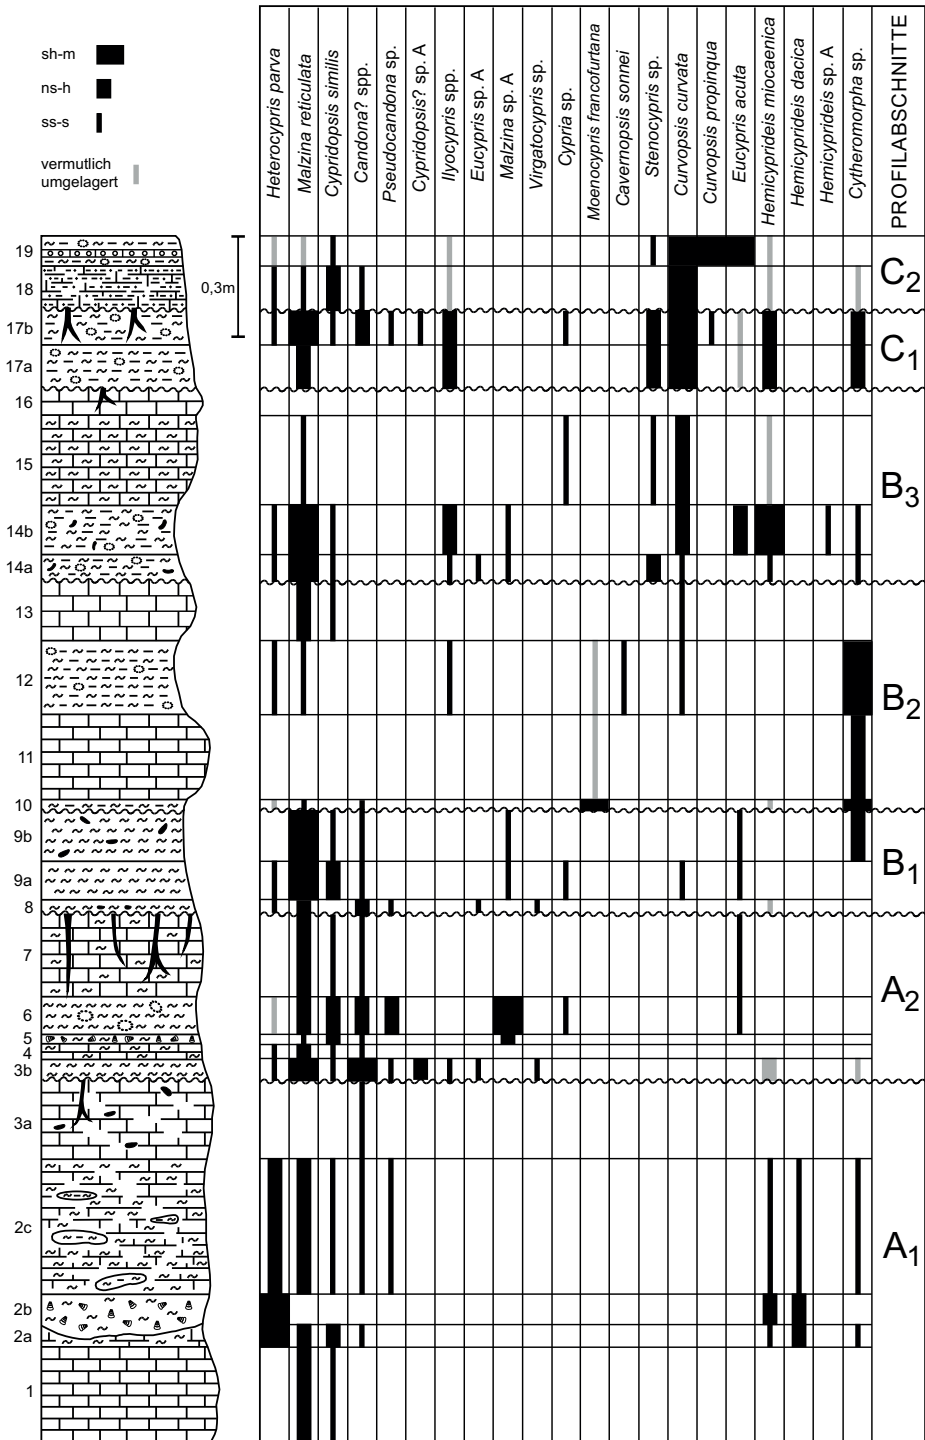 sh-m
ns-h
ss-s
vermutlich
umgelagert
Heterocypris parva
Malzina reticulata
Cypridopsis similis
Candona? spp.
Pseudocandona sp.
Cypridopsis? sp. A
Ilyocypris spp.
Eucypris sp. A
Malzina sp. A
Virgatocypris sp.
Cypria sp.
Moenocypris francofurtana
Cavernopsis sonnei
Stenocypris sp.
Curvopsis curvata
Curvopsis propinqua
Eucypris acuta
Hemicyprideis miocaenica
Hemicyprideis dacica
Hemicyprideis sp. A
Cytheromorpha sp.
PROFILABSCHNITTE
0,3m
19
18
17b
17a
16
15
14b
14a
13
12
11
10
9b
9a
8
7
6
5
4
3b
3a
2c
2b
2a
1
C2
C1
B3
B2
B1
A2
A1